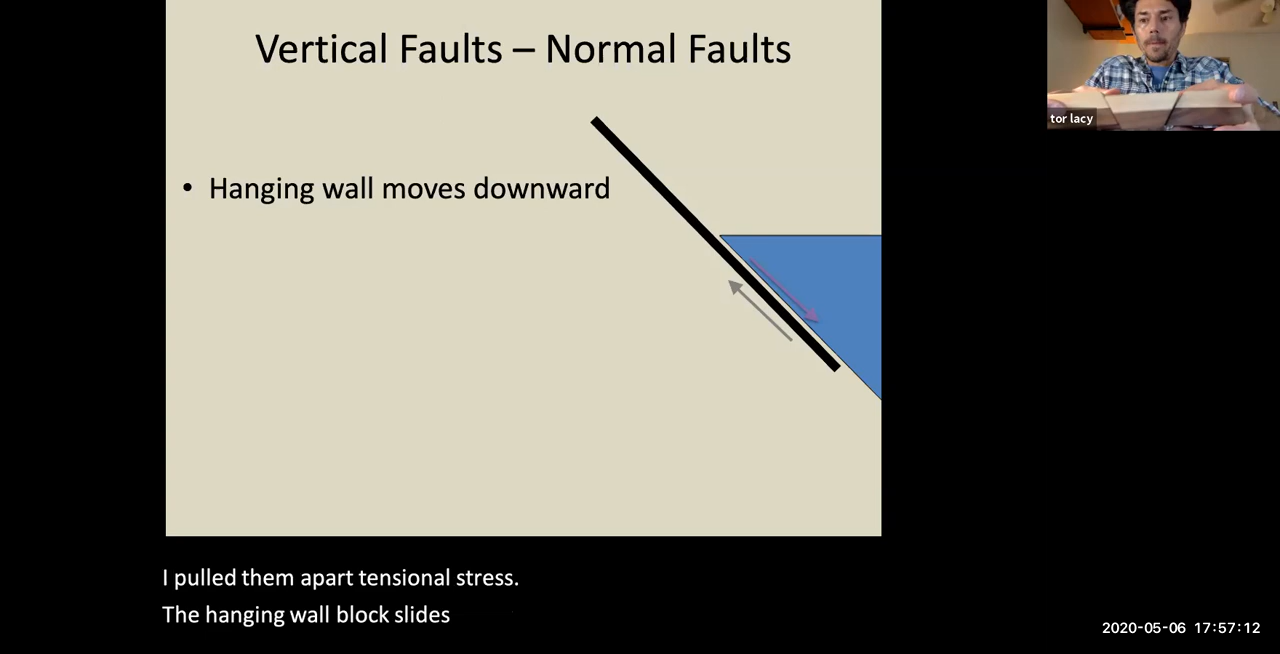 Vertical Faults – Normal Faults
• Hanging wall moves downward
tor lacy
I pulled them apart tensional stress.
The hanging wall block slides
2020-05-06 17:57:12